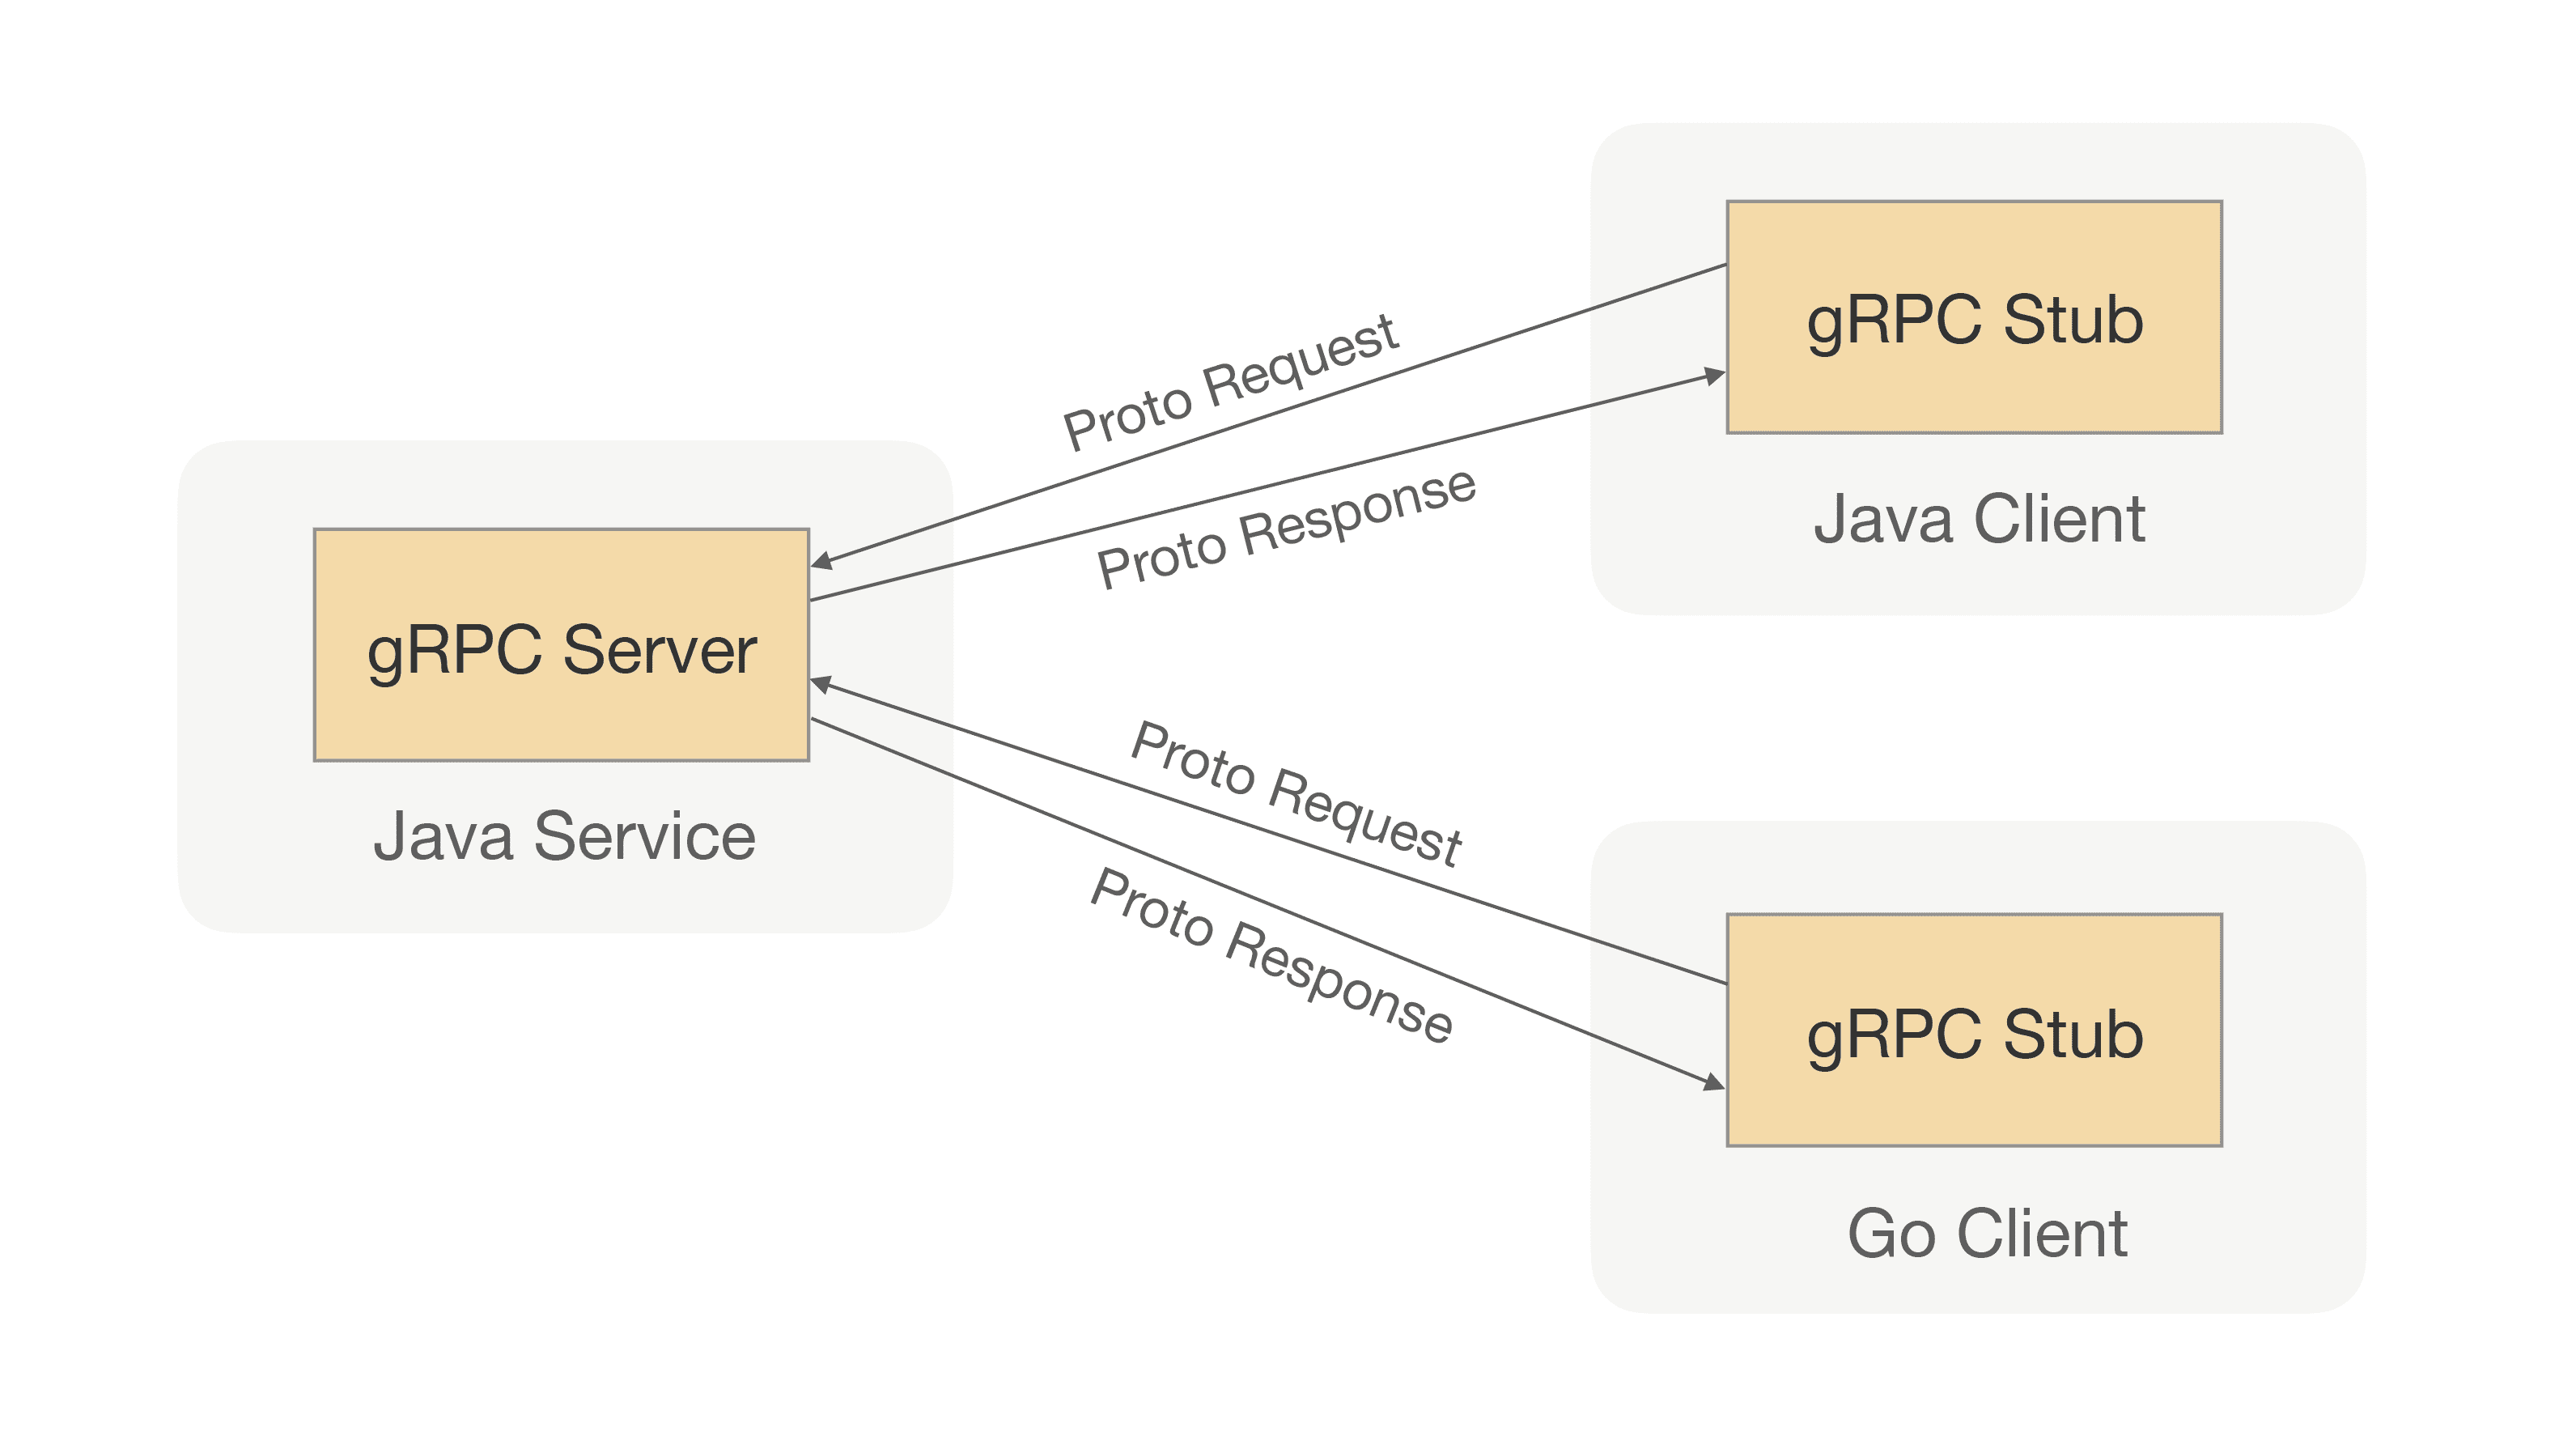 gRPC Server
Java Service
Proto Request
Proto Response
gRPC Stub
Java Client
Proto Request
Proto Response
gRPC Stub
Go Client